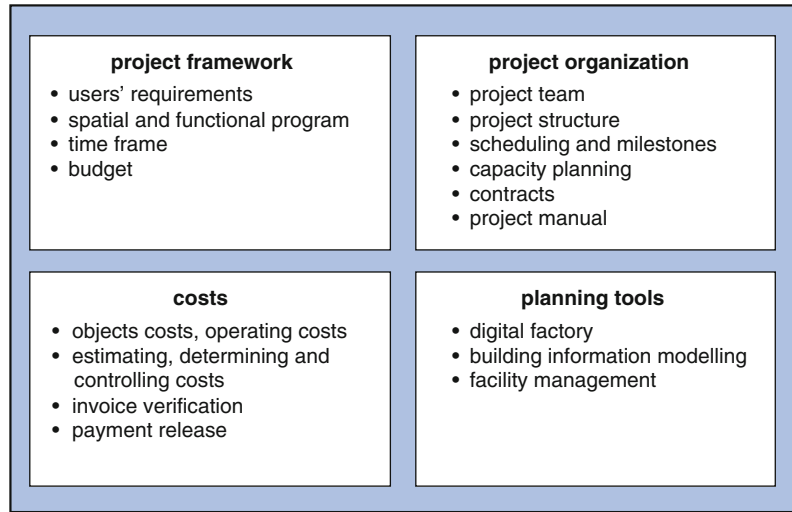 project framework
• users' requirements
• spatial and functional program
• time frame
• budget
project organization
• project team
• project structure
• scheduling and milestones
• capacity planning
• contracts
• project manual
costs
• objects costs, operating costs
• estimating, determining and
controlling costs
• invoice verification
• payment release
planning tools
• digital factory
• building information modelling
• facility management